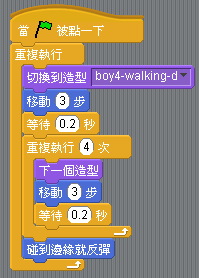 當 被點一下
重複執行
切換到造型 boy4-walking-d
移動 3 步
等待 0.2 秒
重複執行 4 次
下一個造型
移動 3 步
等待 0.2 秒
碰到邊緣就反彈